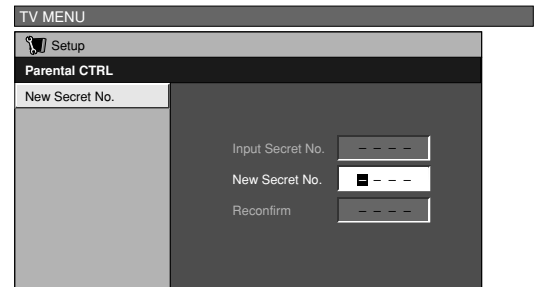 TV MENU
Setup
Parental CTRL
New Secret No.
Input Secret No. – – – –
New Secret No. – – – –
Reconfirm – – – –